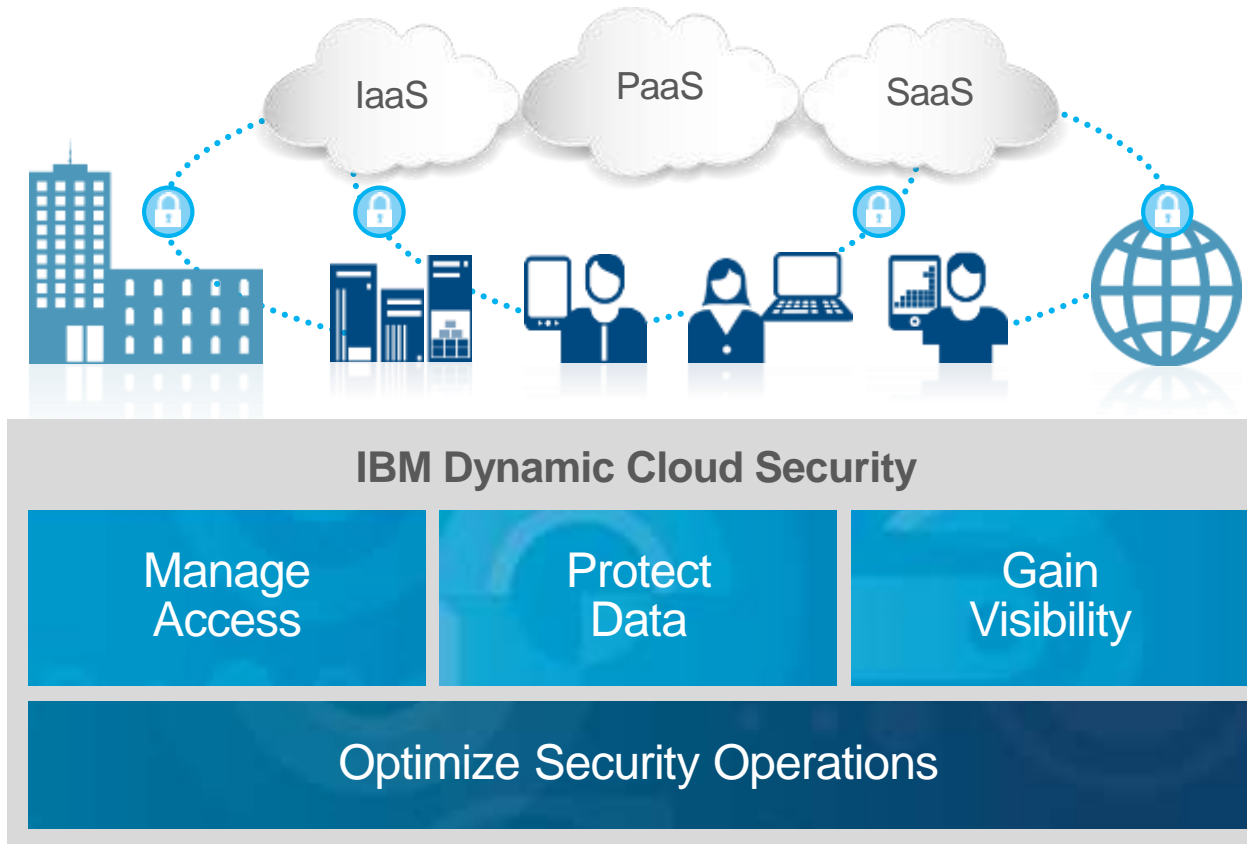 IaaS
PaaS
SaaS
IBM Dynamic Cloud Security
Manage
Access
Protect
Data
Gain
Visibility
Optimize Security Operations